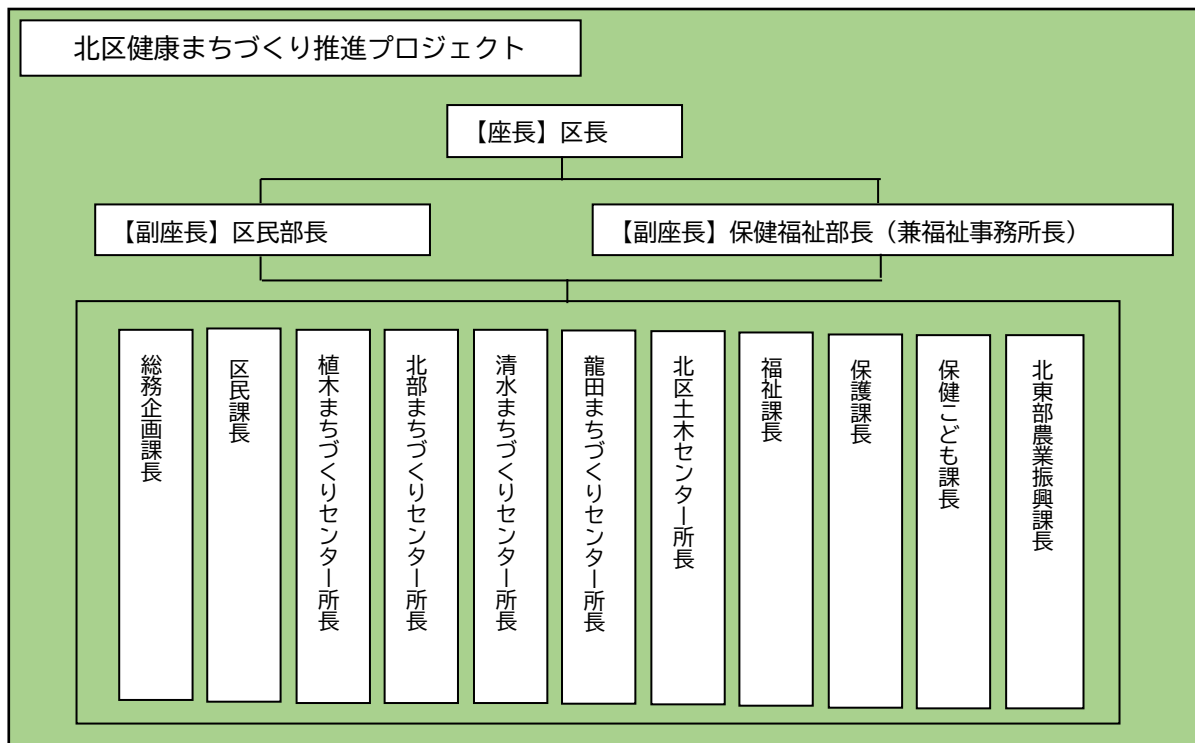 北区健康まちづくり推進プロジェクト
【座長】区長
【副座長】区民部長
【副座長】保健福祉部長（兼福祉事務所長）
総務企画課長
区民課長
植木まちづくりセンター所長
北部まちづくりセンター所長
清水まちづくりセンター所長
龍田まちづくりセンター所長
北区土木センター所長
福祉課長
保護課長
保健こども課長
北東部農業振興課長